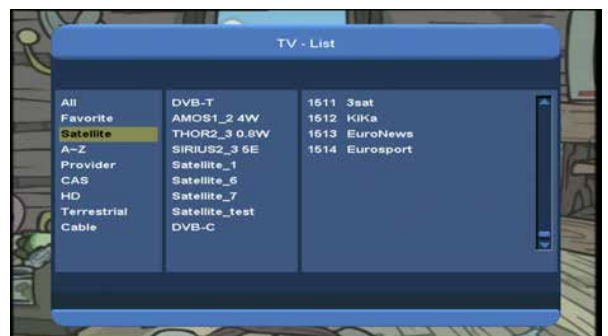 TV - List
All
Favorite
Satellite
A~Z
Provider
CAS
HD
Terrestrial
Cable
DVB-T
AMOS1_2 4W
THOR2_3 0.8W
SIRIUS2_3 5E
Satellite_1
Satellite_6
Satellite_7
Satellite_test
DVB-C
1511 3sat
1512 KiKa
1513 EuroNews
1514 Eurosport